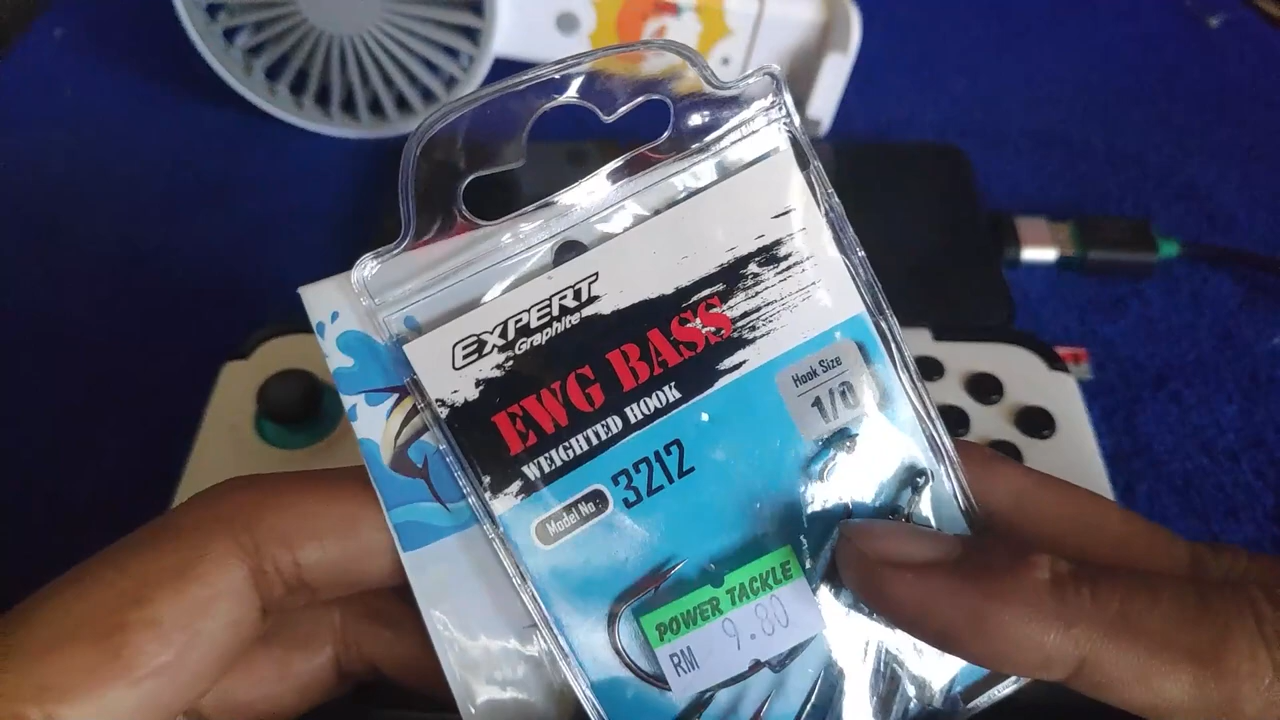 EXPERT
Graphite
EWG BASS
WEIGHTED HOOK
Hook Size
1/0
Model No :
3212
POWER TACKLE
RM 9.80